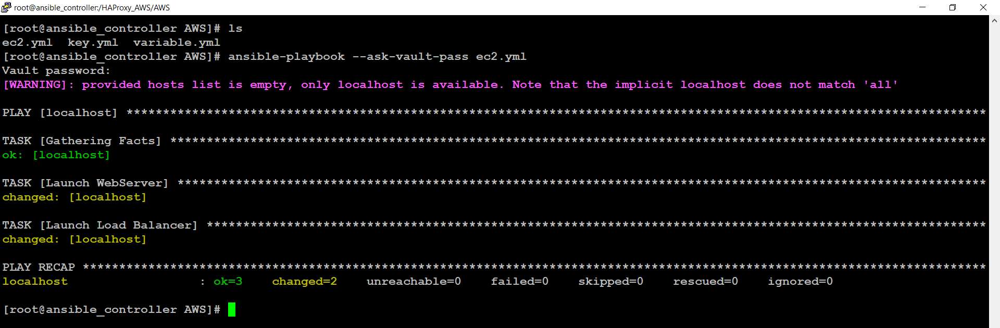 root@ansible_controller:/HAProxy_AWS/AWS
[root@ansible_controller AWS]# ls
ec2.yml  key.yml  variable.yml
[root@ansible_controller AWS]# ansible-playbook --ask-vault-pass ec2.yml
Vault password:
[WARNING]: provided hosts list is empty, only localhost is available. Note that the implicit localhost does not match 'all'
PLAY [localhost] **********************************************************************************************************************
TASK [Gathering Facts] ****************************************************************************************************************
ok: [localhost]
TASK [Launch WebServer] ***************************************************************************************************************
changed: [localhost]
TASK [Launch Load Balancer] ***********************************************************************************************************
changed: [localhost]
PLAY RECAP ****************************************************************************************************************************
localhost                  : ok=3    changed=2    unreachable=0    failed=0    skipped=0    rescued=0    ignored=0
[root@ansible_controller AWS]#